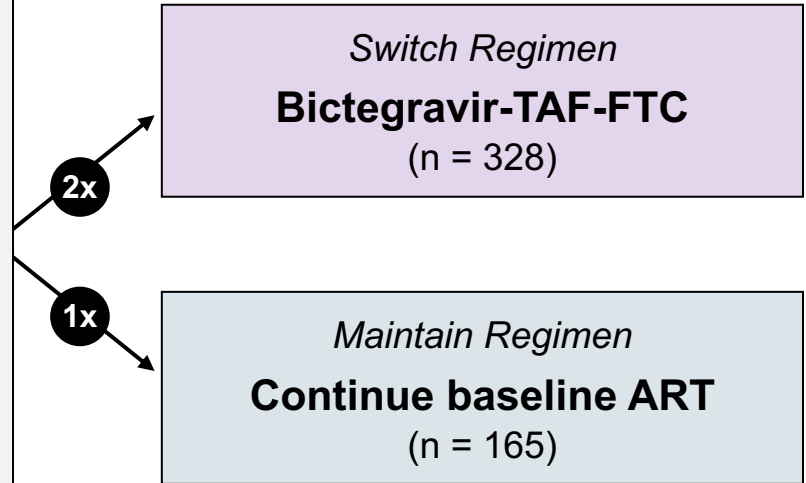 Switch Regimen
Bictegravir-TAF-FTC
(n = 328)
2x
1x
Maintain Regimen
Continue baseline ART
(n = 165)